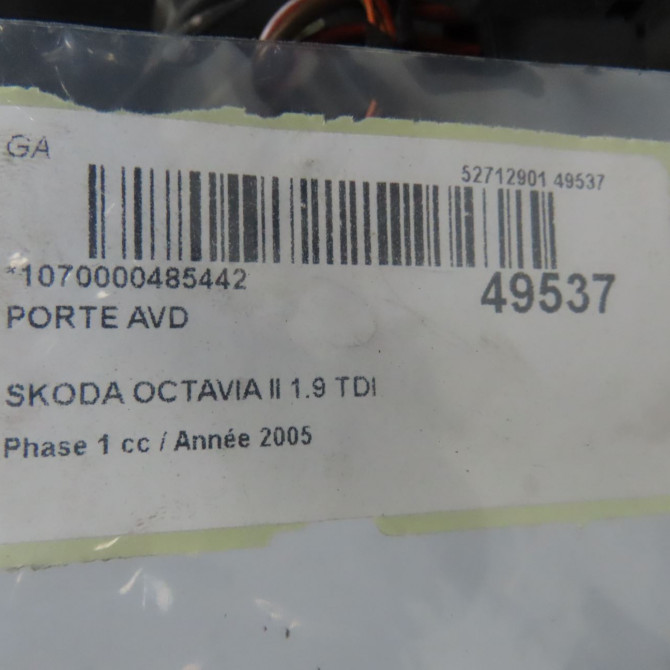 GA
52712901 49537
*1070000485442
49537
PORTE AVD
SKODA OCTAVIA II 1.9 TDI
Phase 1 cc / Année 2005